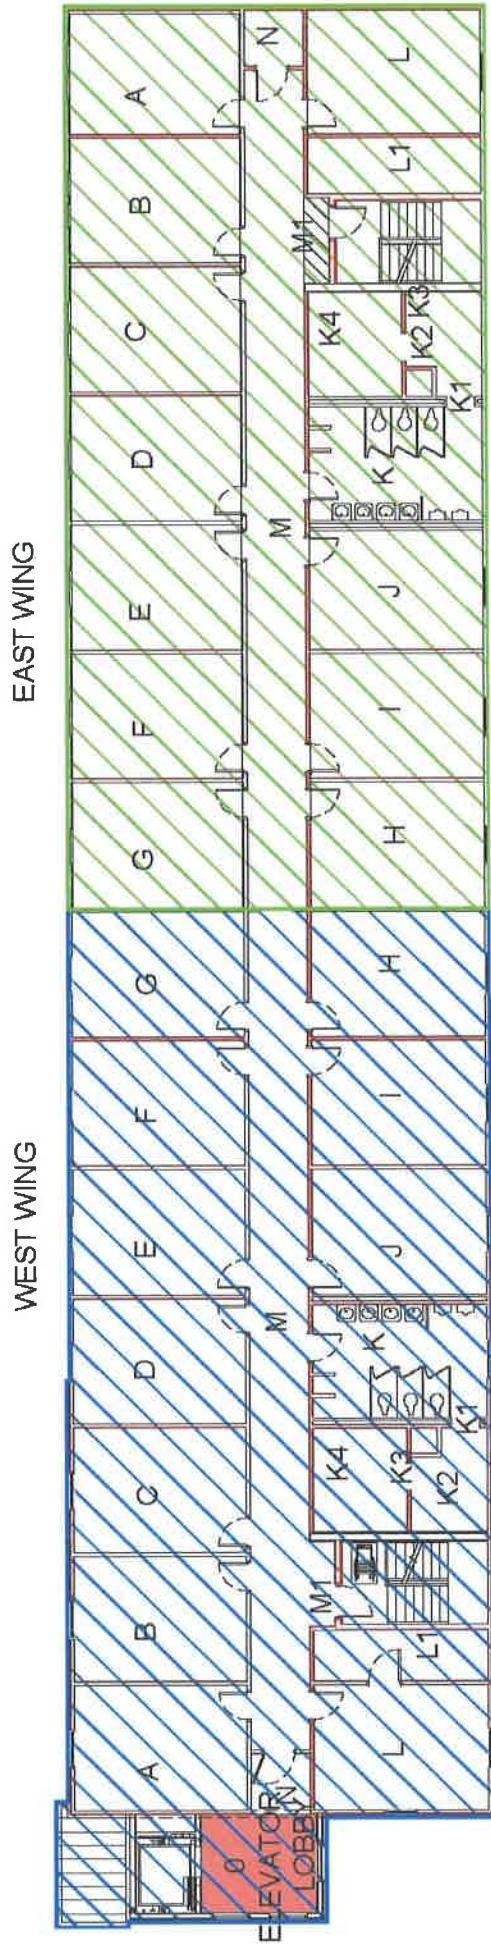 WEST WING EAST WING
A B C D E F G G F E D C B A
0
ELEVATOR
LOBBY
N M M N
M1 M1
K4 K K K4
L L1 K3 J I H H I J K2 K3 L1 L
K2 K1 K1